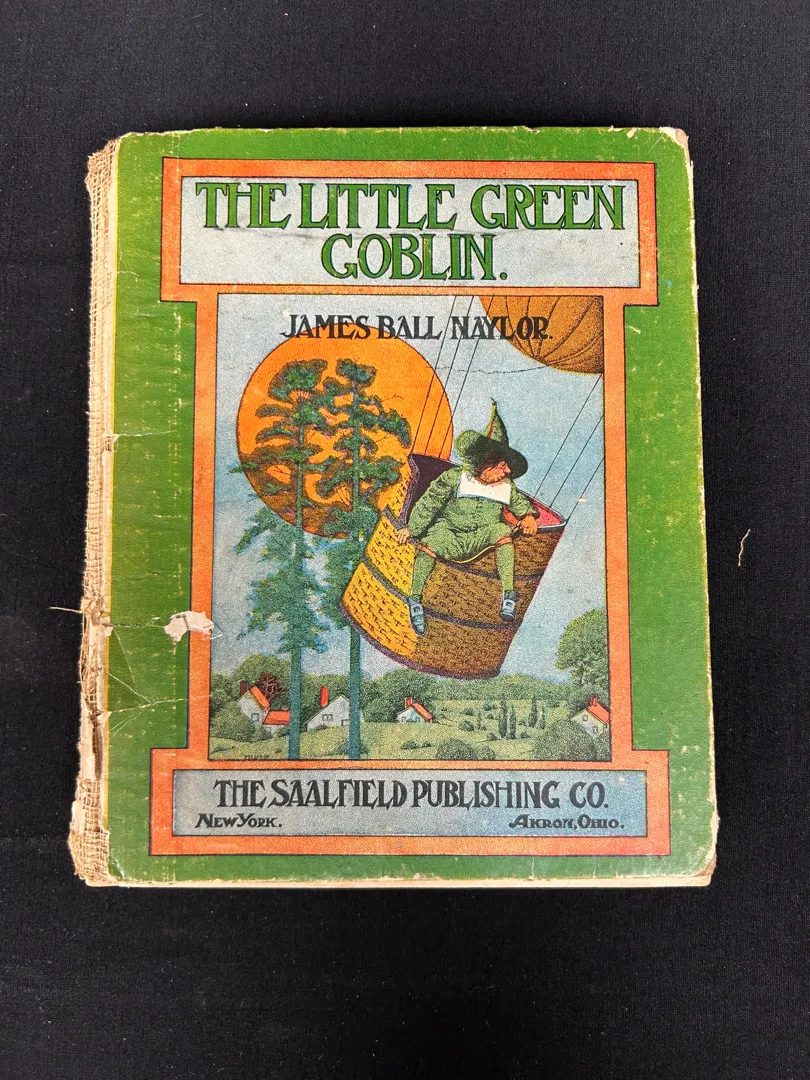 THE LITTLE GREEN
GOBLIN.
JAMES BALL NAYLOR.
THE SAALFIELD PUBLISHING CO.
NEW YORK. AKRON, OHIO.